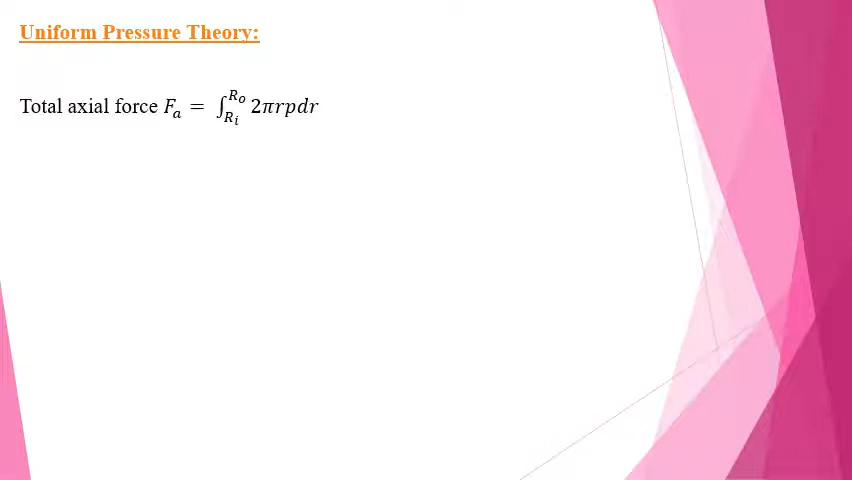 Uniform Pressure Theory:
Total axial force $F_a = \int_{R_i}^{R_o} 2\pi r p dr$